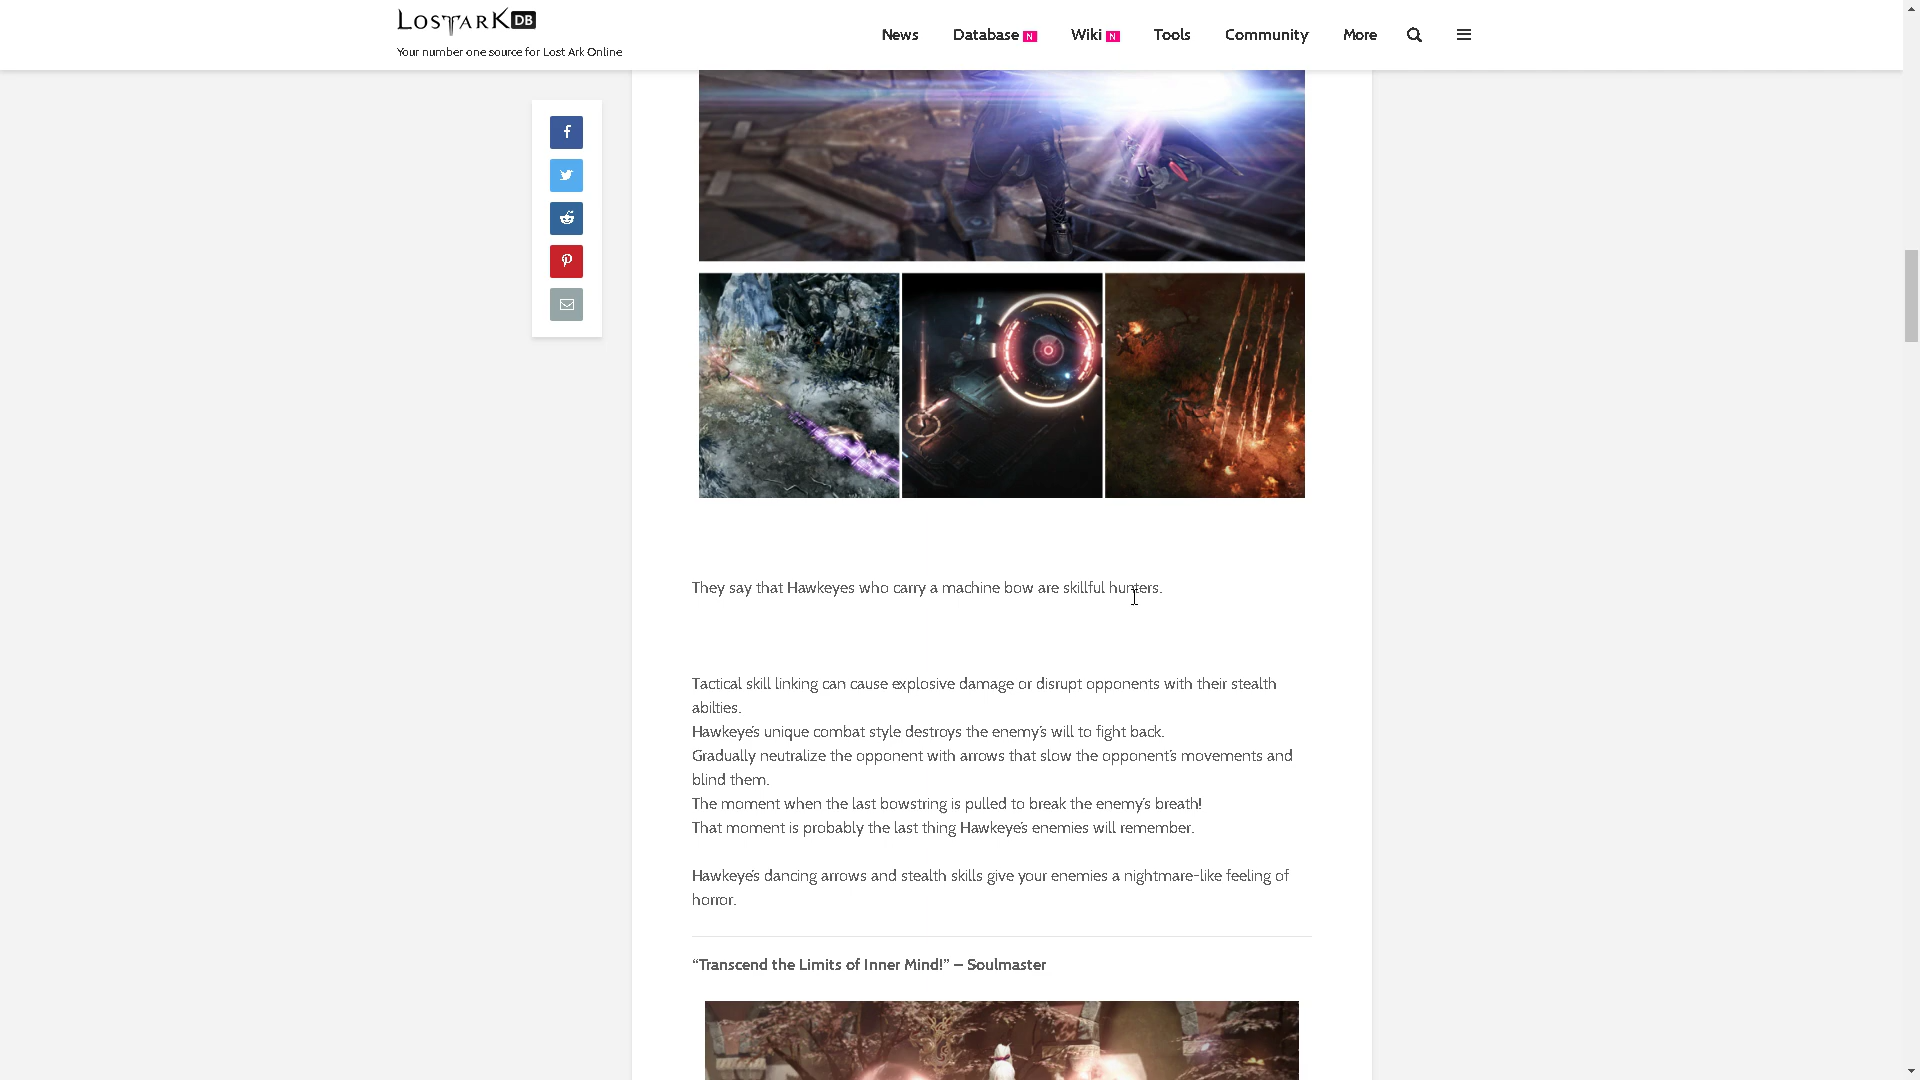 LOSTARK DB
Your number one source for Lost Ark Online
News Database N Wiki N Tools Community More
They say that Hawkeyes who carry a machine bow are skillful hunters.
Tactical skill linking can cause explosive damage or disrupt opponents with their stealth
abilties.
Hawkeye's unique combat style destroys the enemy's will to fight back.
Gradually neutralize the opponent with arrows that slow the opponent's movements and
blind them.
The moment when the last bowstring is pulled to break the enemy's breath!
That moment is probably the last thing Hawkeye's enemies will remember.
Hawkeye's dancing arrows and stealth skills give your enemies a nightmare-like feeling of
horror.
“Transcend the Limits of Inner Mind!” – Soulmaster